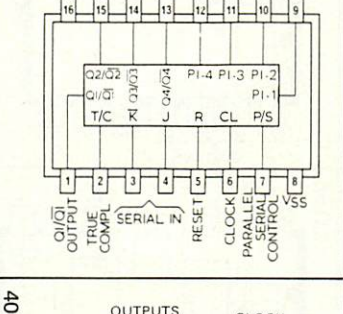 16 15 14 13 12 11 10 9
Q2/Q̅2̅ Q3/Q̅3̅ Q4/Q̅4̅ PI-4 PI-3 PI-2
Q1/Q̅1̅ PI-1
T/C K̅ J R CL P/S
1 2 3 4 5 6 7 8
Q1/Q̅1̅ OUTPUT
TRUE COMPL
SERIAL IN
RESET
CLOCK
PARALLEL SERIAL CONTROL
VSS
40
OUTPUTS